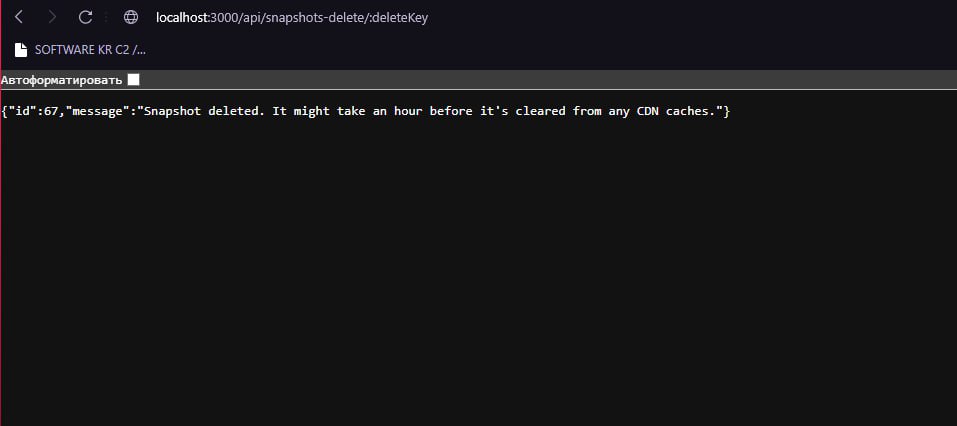 localhost:3000/api/snapshots-delete/:deleteKey
SOFTWARE KR C2 /...
Автоформатировать
{"id":67,"message":"Snapshot deleted. It might take an hour before it's cleared from any CDN caches."}